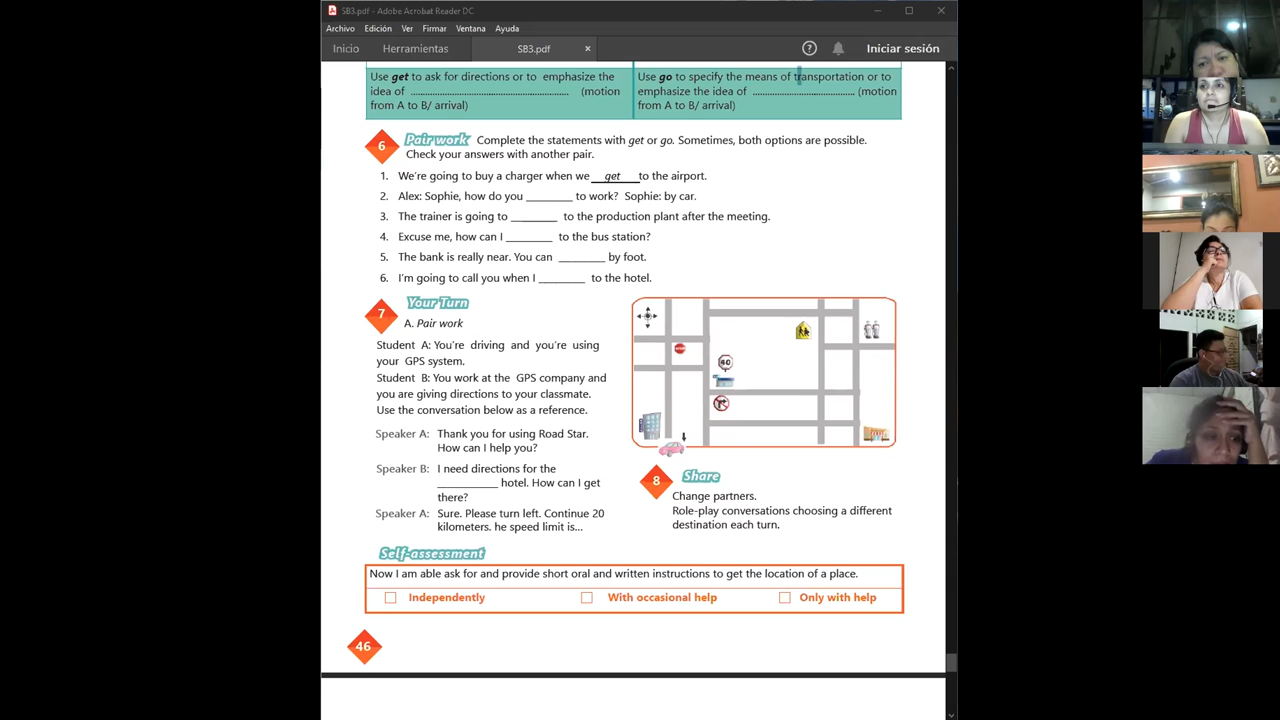 SB3.pdf - Adobe Acrobat Reader DC
Archivo Edición Ver Firmar Ventana Ayuda
Inicio Herramientas SB3.pdf × Iniciar sesión
Use get to ask for directions or to emphasize the
idea of ........................................................ (motion
from A to B/ arrival)
Use go to specify the means of transportation or to
emphasize the idea of .................................... (motion
from A to B/ arrival)
6 Pair work Complete the statements with get or go. Sometimes, both options are possible.
Check your answers with another pair.
1. We're going to buy a charger when we __get__ to the airport.
2. Alex: Sophie, how do you _________ to work? Sophie: by car.
3. The trainer is going to _________ to the production plant after the meeting.
4. Excuse me, how can I _________ to the bus station?
5. The bank is really near. You can _________ by foot.
6. I'm going to call you when I _________ to the hotel.
7 Your Turn
A. Pair work
Student A: You're driving and you're using
your GPS system.
Student B: You work at the GPS company and
you are giving directions to your classmate.
Use the conversation below as a reference.
Speaker A: Thank you for using Road Star.
How can I help you?
Speaker B: I need directions for the
____________ hotel. How can I get
there?
Speaker A: Sure. Please turn left. Continue 20
kilometers. he speed limit is...
60
8 Share
Change partners.
Role-play conversations choosing a different
destination each turn.
Self-assessment
Now I am able ask for and provide short oral and written instructions to get the location of a place.
Independently With occasional help Only with help
46